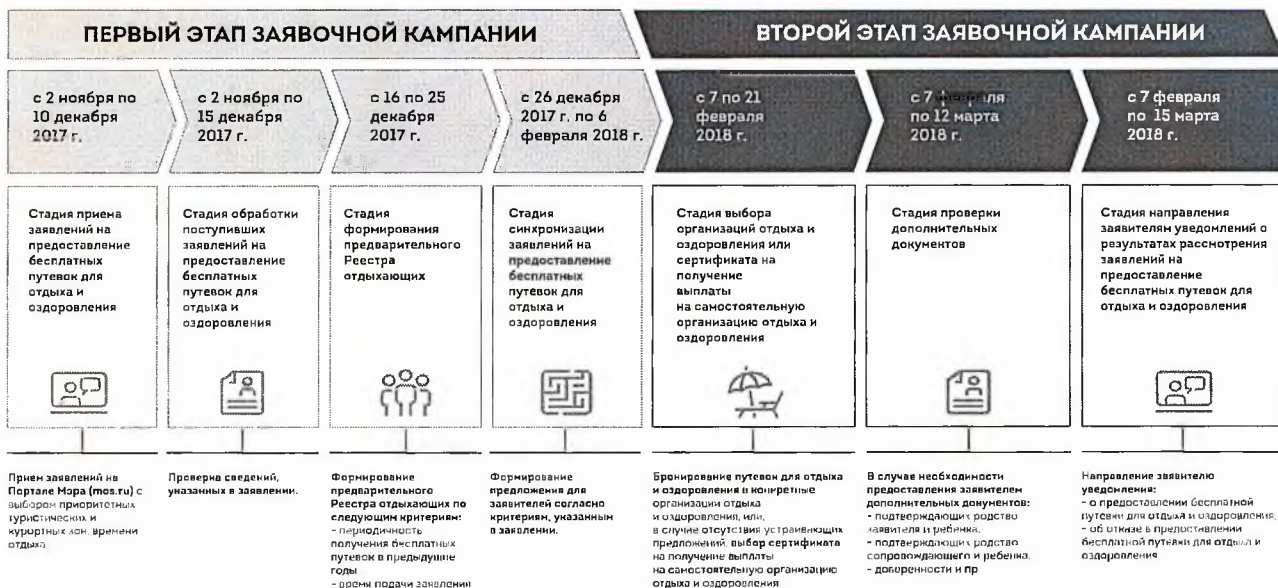 ПЕРВЫЙ ЭТАП ЗАЯВОЧНОЙ КАМПАНИИ
ВТОРОЙ ЭТАП ЗАЯВОЧНОЙ КАМПАНИИ
с 2 ноября по
10 декабря
2017 г.
с 2 ноября по
15 декабря
2017 г.
с 16 по 25
декабря
2017 г.
с 26 декабря
2017 г. по 6
февраля 2018 г.
с 7 по 21
февраля
2018 г.
с 7 февраля
по 12 марта
2018 г.
с 7 февраля
по 15 марта
2018 г.
Стадия приема
заявлений на
предоставление
бесплатных
путевок для
отдыха и
оздоровления
Стадия обработки
поступивших
заявлений на
предоставление
бесплатных
путевок для
отдыха и
оздоровления
Стадия
формирования
предварительного
Реестра
отдыхающих
Стадия
синхронизации
заявлений на
предоставление
бесплатных
путевок для
отдыха и
оздоровления
Стадия выбора
организаций отдыха и
оздоровления или
сертификата на
получение
выплаты
на самостоятельную
организацию отдыха и
оздоровления
Стадия проверки
дополнительных
документов
Стадия направления
заявителям уведомлений о
результатах рассмотрения
заявлений на
предоставление
бесплатных путевок для
отдыха и оздоровления
Прием заявлений на
Портале Мэра (mos.ru) с
выбором приоритетных
туристических и
курортных зон, времени
отдыха
Проверка сведений,
указанных в заявлении.
Формирование
предварительного
Реестра отдыхающих по
следующим критериям:
- периодичность
получения бесплатных
путевок в предыдущие
годы
- время подачи заявления
Формирование
предложения для
заявителей согласно
критериям, указанным
в заявлении.
Бронирование путевок для отдыха
и оздоровления в конкретные
организации отдыха
и оздоровления, или,
в случае отсутствия устраивающих
предложений, выбор сертификата
на получение выплаты
на самостоятельную организацию
отдыха и оздоровления
В случае необходимости
предоставления заявителем
дополнительных документов:
- подтверждающих родство
заявителя и ребенка,
- подтверждающих родство
сопровождающего и ребенка,
- доверенности и пр
Направление заявителю
уведомления:
- о предоставлении бесплатной
путевки для отдыха и оздоровления,
- об отказе в предоставлении
бесплатной путевки для отдыха и
оздоровления